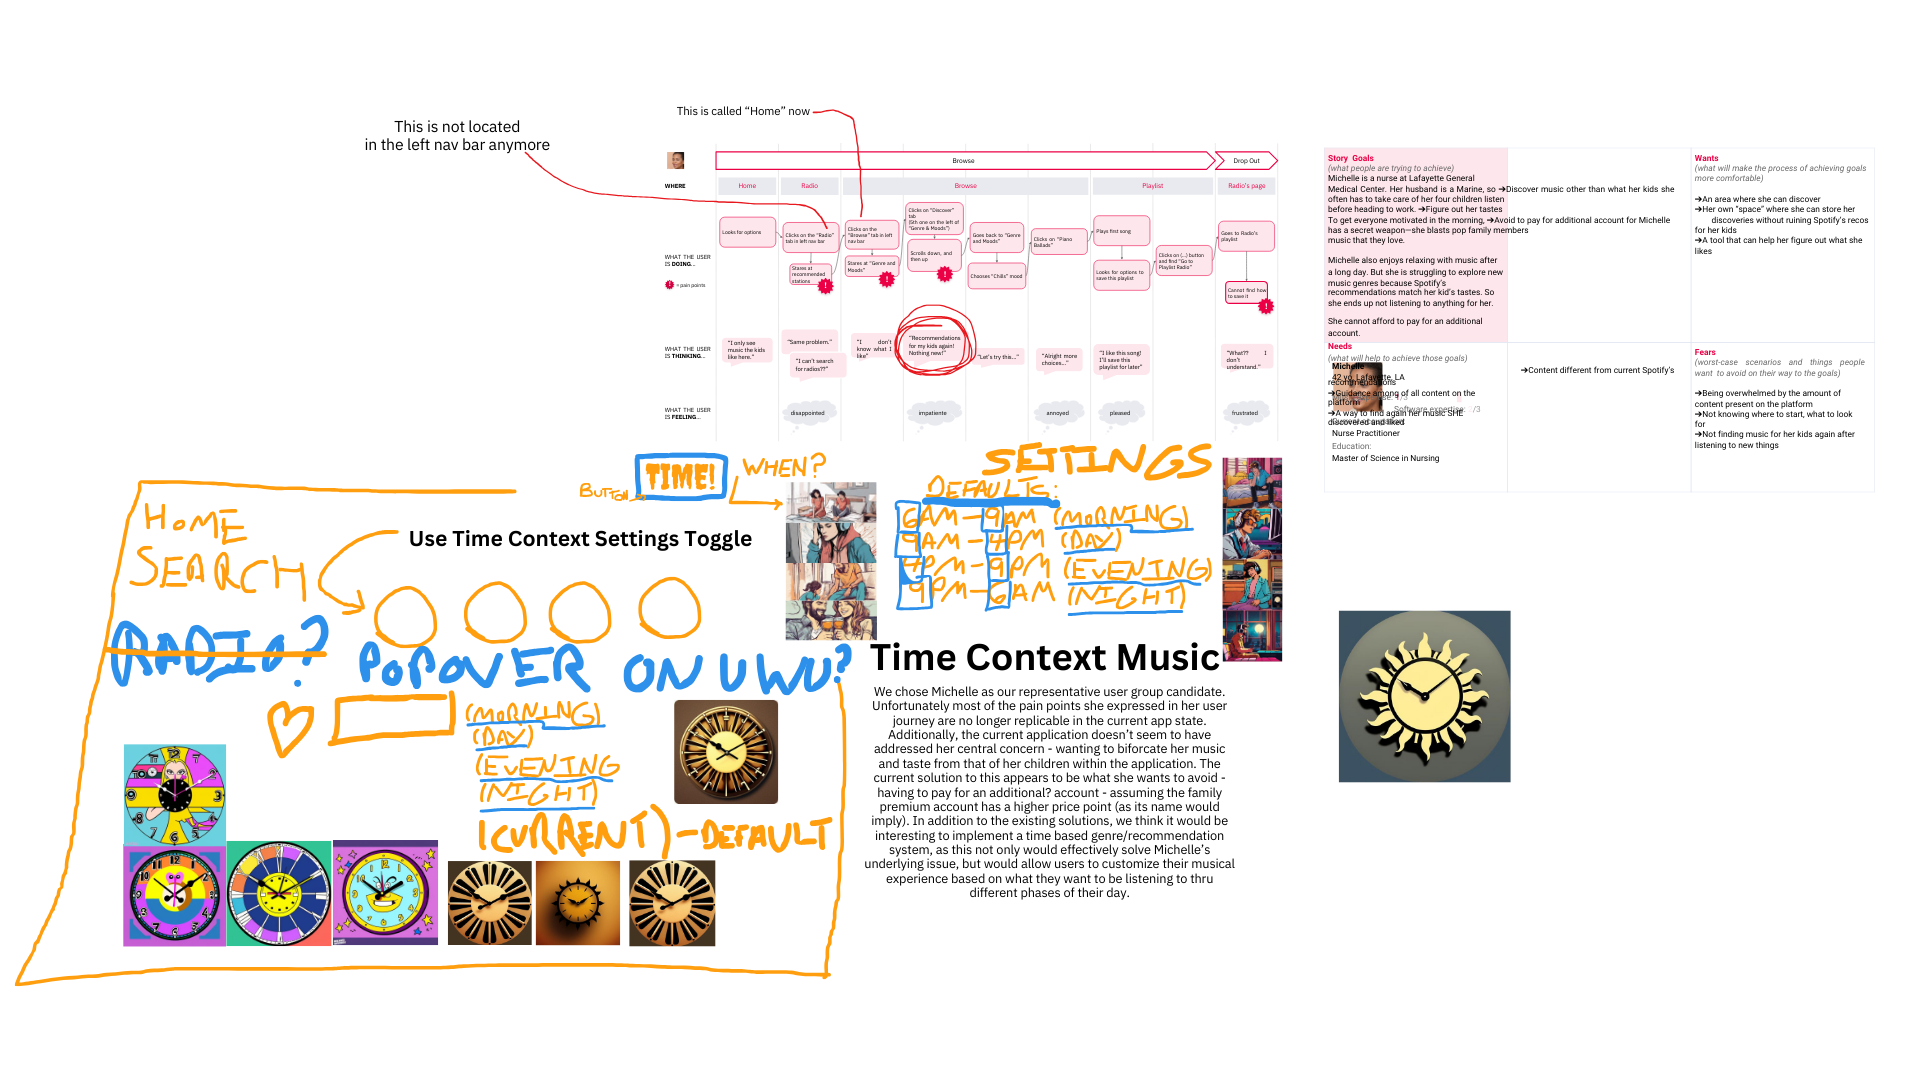 This is called “Home” now
This is not located
in the left nav bar anymore
Browse
Drop Out
WHERE
Home
Radio
Browse
Playlist
Radio's page
WHAT THE USER
IS DOING...
= pain points
Looks for options
Clicks on the “Radio”
tab in left nav bar
Stares at
recommended
stations
Clicks on the
“Browse” tab in left
nav bar
Stares at “Genre and
Moods”
Clicks on “Discover”
tab
(5th one on the left of
“Genre & Moods”)
Scrolls down, and
then up
Goes back to “Genre
and Moods”
Chooses “Chills” mood
Clicks on “Piano
Ballads”
Plays first song
Looks for options to
save this playlist
Clicks on (...) button
and find “Go to
Playlist Radio”
Goes to Radio's
playlist
Cannot find how
to save it
WHAT THE USER
IS THINKING...
“I only see
music the kids
like here.”
“Same problem.”
“I can't search
for radios??”
“I don't
know what I
like”
“Recommendations
for my kids again!
Nothing new!”
“Let's try this...”
“Alright more
choices...”
“I like this song!
I'll save this
playlist for later”
“What?? I
don't
understand.”
WHAT THE USER
IS FEELING...
disappointed
impatiente
annoyed
pleased
frustrated
Story Goals
(what people are trying to achieve)
Michelle is a nurse at Lafayette General
Medical Center. Her husband is a Marine, so ➔Discover music other than what her kids she
often has to take care of her four children listen
before heading to work. ➔Figure out her tastes
To get everyone motivated in the morning, ➔Avoid to pay for additional account for Michelle
has a secret weapon—she blasts pop family members
music that they love.
Michelle also enjoys relaxing with music after
a long day. But she is struggling to explore new
music genres because Spotify's
recommendations match her kid's tastes. So
she ends up not listening to anything for her.
She cannot afford to pay for an additional
account.
Wants
(what will make the process of achieving goals
more comfortable)
➔An area where she can discover
➔Her own “space” where she can store her
discoveries without ruining Spotify's recos
for her kids
➔A tool that can help her figure out what she
likes
Needs
(what will help to achieve those goals)
Michelle
42 yo, Lafayette, LA
recommendations
➔Guidance among of all content on the
platform
Software expertise: /3
➔A way to find again her music SHE
discovered and liked
Nurse Practitioner
Education:
Master of Science in Nursing
➔Content different from current Spotify's
Fears
(worst-case scenarios and things people
want to avoid on their way to the goals)
➔Being overwhelmed by the amount of
content present on the platform
➔Not knowing where to start, what to look
for
➔Not finding music for her kids again after
listening to new things
BUTTON
TIME!
WHEN?
SETTINGS
DEFAULTS:
6AM-9AM (MORNING)
9AM-4PM (DAY)
4PM-9PM (EVENING)
9PM-6AM (NIGHT)
HOME
SEARCH
RADIO?
Use Time Context Settings Toggle
POPOVER ON UWU?
(MORNING)
(DAY)
(EVENING
(NIGHT)
(CURRENT)-DEFAULT
Time Context Music
We chose Michelle as our representative user group candidate.
Unfortunately most of the pain points she expressed in her user
journey are no longer replicable in the current app state.
Additionally, the current application doesn't seem to have
addressed her central concern - wanting to biforcate her music
and taste from that of her children within the application. The
current solution to this appears to be what she wants to avoid -
having to pay for an additional? account - assuming the family
premium account has a higher price point (as its name would
imply). In addition to the existing solutions, we think it would be
interesting to implement a time based genre/recommendation
system, as this not only would effectively solve Michelle's
underlying issue, but would allow users to customize their musical
experience based on what they want to be listening to thru
different phases of their day.